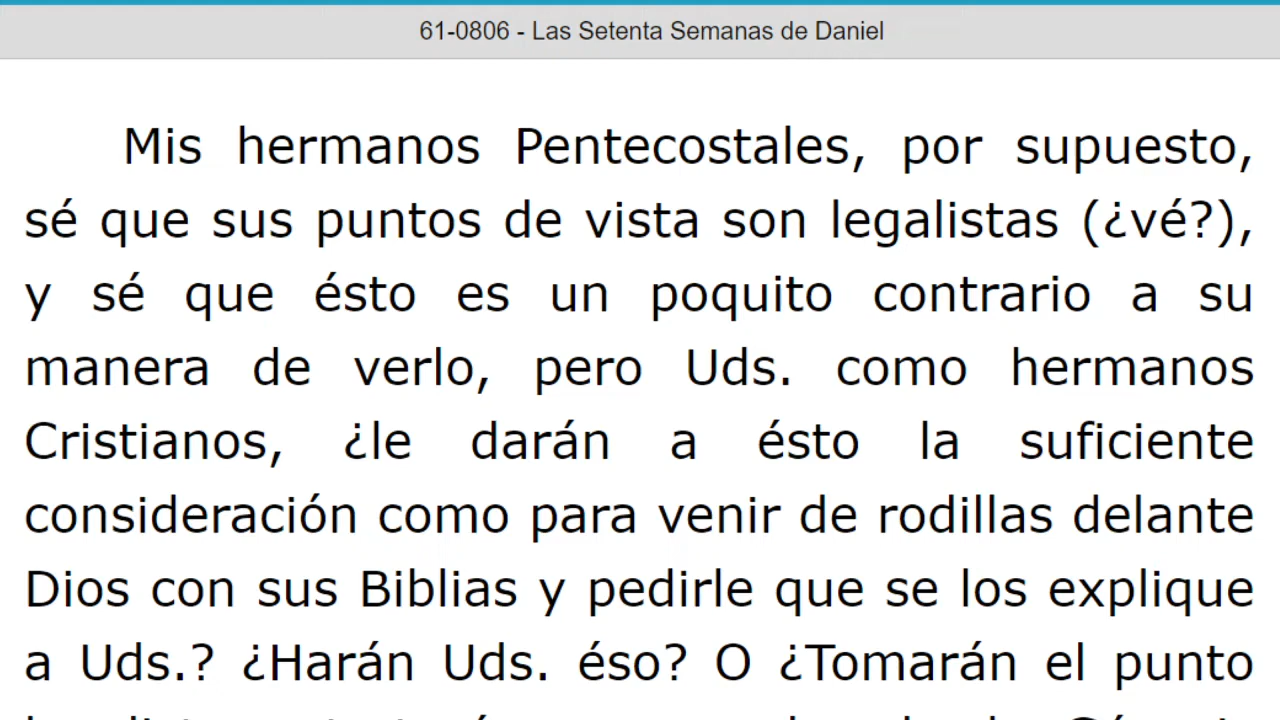 61-0806 - Las Setenta Semanas de Daniel
Mis hermanos Pentecostales, por supuesto,
sé que sus puntos de vista son legalistas (¿vé?),
y sé que ésto es un poquito contrario a su
manera de verlo, pero Uds. como hermanos
Cristianos, ¿le darán a ésto la suficiente
consideración como para venir de rodillas delante
Dios con sus Biblias y pedirle que se los explique
a Uds.? ¿Harán Uds. éso? O ¿Tomarán el punto